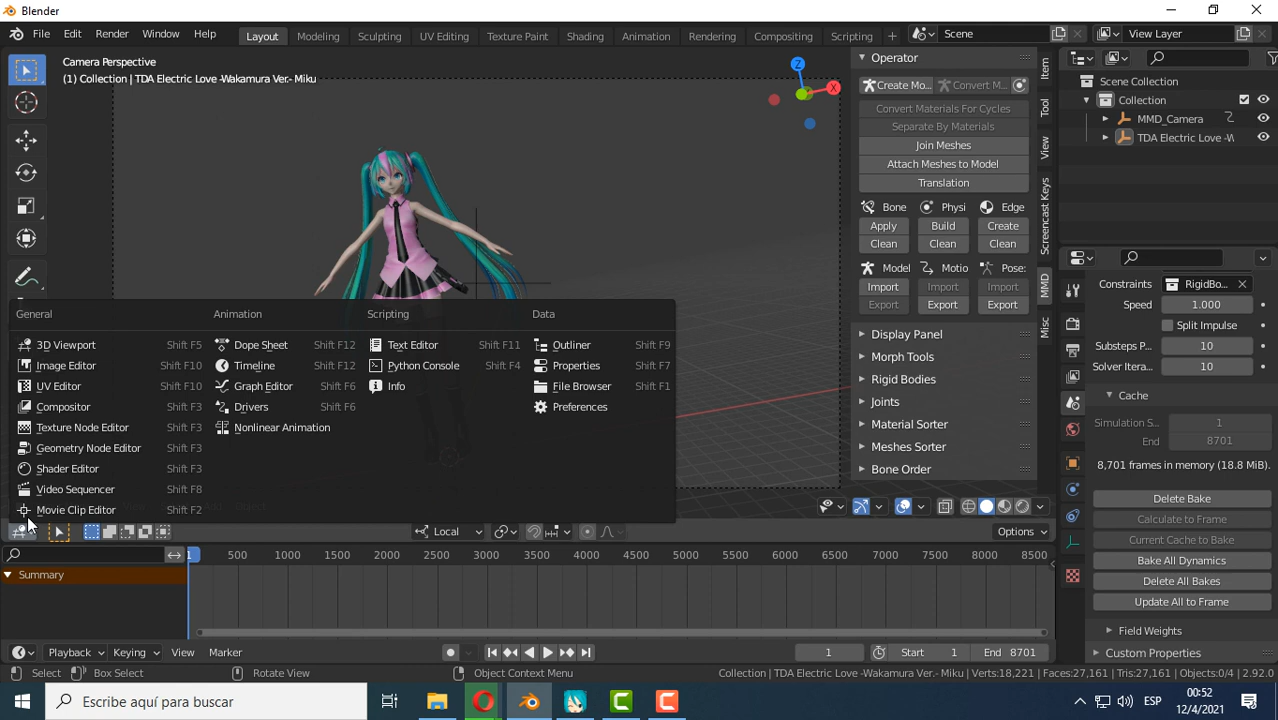 Blender
File Edit Render Window Help Layout Modeling Sculpting UV Editing Texture Paint Shading Animation Rendering Compositing Scripting Scene View Layer
Camera Perspective
(1) Collection | TDA Electric Love -Wakamura Ver.- Miku
Z
X
Operator
Create Mo... Convert M...
Convert Materials For Cycles
Separate By Materials
Join Meshes
Attach Meshes to Model
Translation
Bone Physi Edge
Apply Build Create
Clean Clean Clean
Model Motio Pose:
Import Import Import
Export Export Export
Display Panel
Morph Tools
Rigid Bodies
Joints
Material Sorter
Meshes Sorter
Bone Order
Item
Tool
View
Screencast Keys
MMD
Misc
Scene Collection
Collection
MMD_Camera
TDA Electric Love -W
Constraints RigidBo...
Speed 1.000
Split Impulse
Substeps P... 10
Solver Itera... 10
Cache
Simulation S... 1
End 8701
8,701 frames in memory (18.8 MiB).
Delete Bake
Calculate to Frame
Current Cache to Bake
Bake All Dynamics
Delete All Bakes
Update All to Frame
Field Weights
Custom Properties
General
3D Viewport Shift F5
Image Editor Shift F10
UV Editor Shift F10
Compositor Shift F3
Texture Node Editor Shift F3
Geometry Node Editor Shift F3
Shader Editor Shift F3
Video Sequencer Shift F8
Movie Clip Editor Shift F2
Animation
Dope Sheet Shift F12
Timeline Shift F12
Graph Editor Shift F6
Drivers Shift F6
Nonlinear Animation
Scripting
Text Editor Shift F11
Python Console Shift F4
Info
Data
Outliner Shift F9
Properties Shift F7
File Browser Shift F1
Preferences
Local Options
1 500 1000 1500 2000 2500 3000 3500 4000 4500 5000 5500 6000 6500 7000 7500 8000 8500
Summary
Playback Keying View Marker 1 Start 1 End 8701
Select Box Select Rotate View Object Context Menu Collection | TDA Electric Love -Wakamura Ver.- Miku | Verts:18,221 | Faces:27,161 | Tris:27,161 | Objects:0/4 | 2.92.0
Escribe aquí para buscar
ESP
00:52
12/4/2021